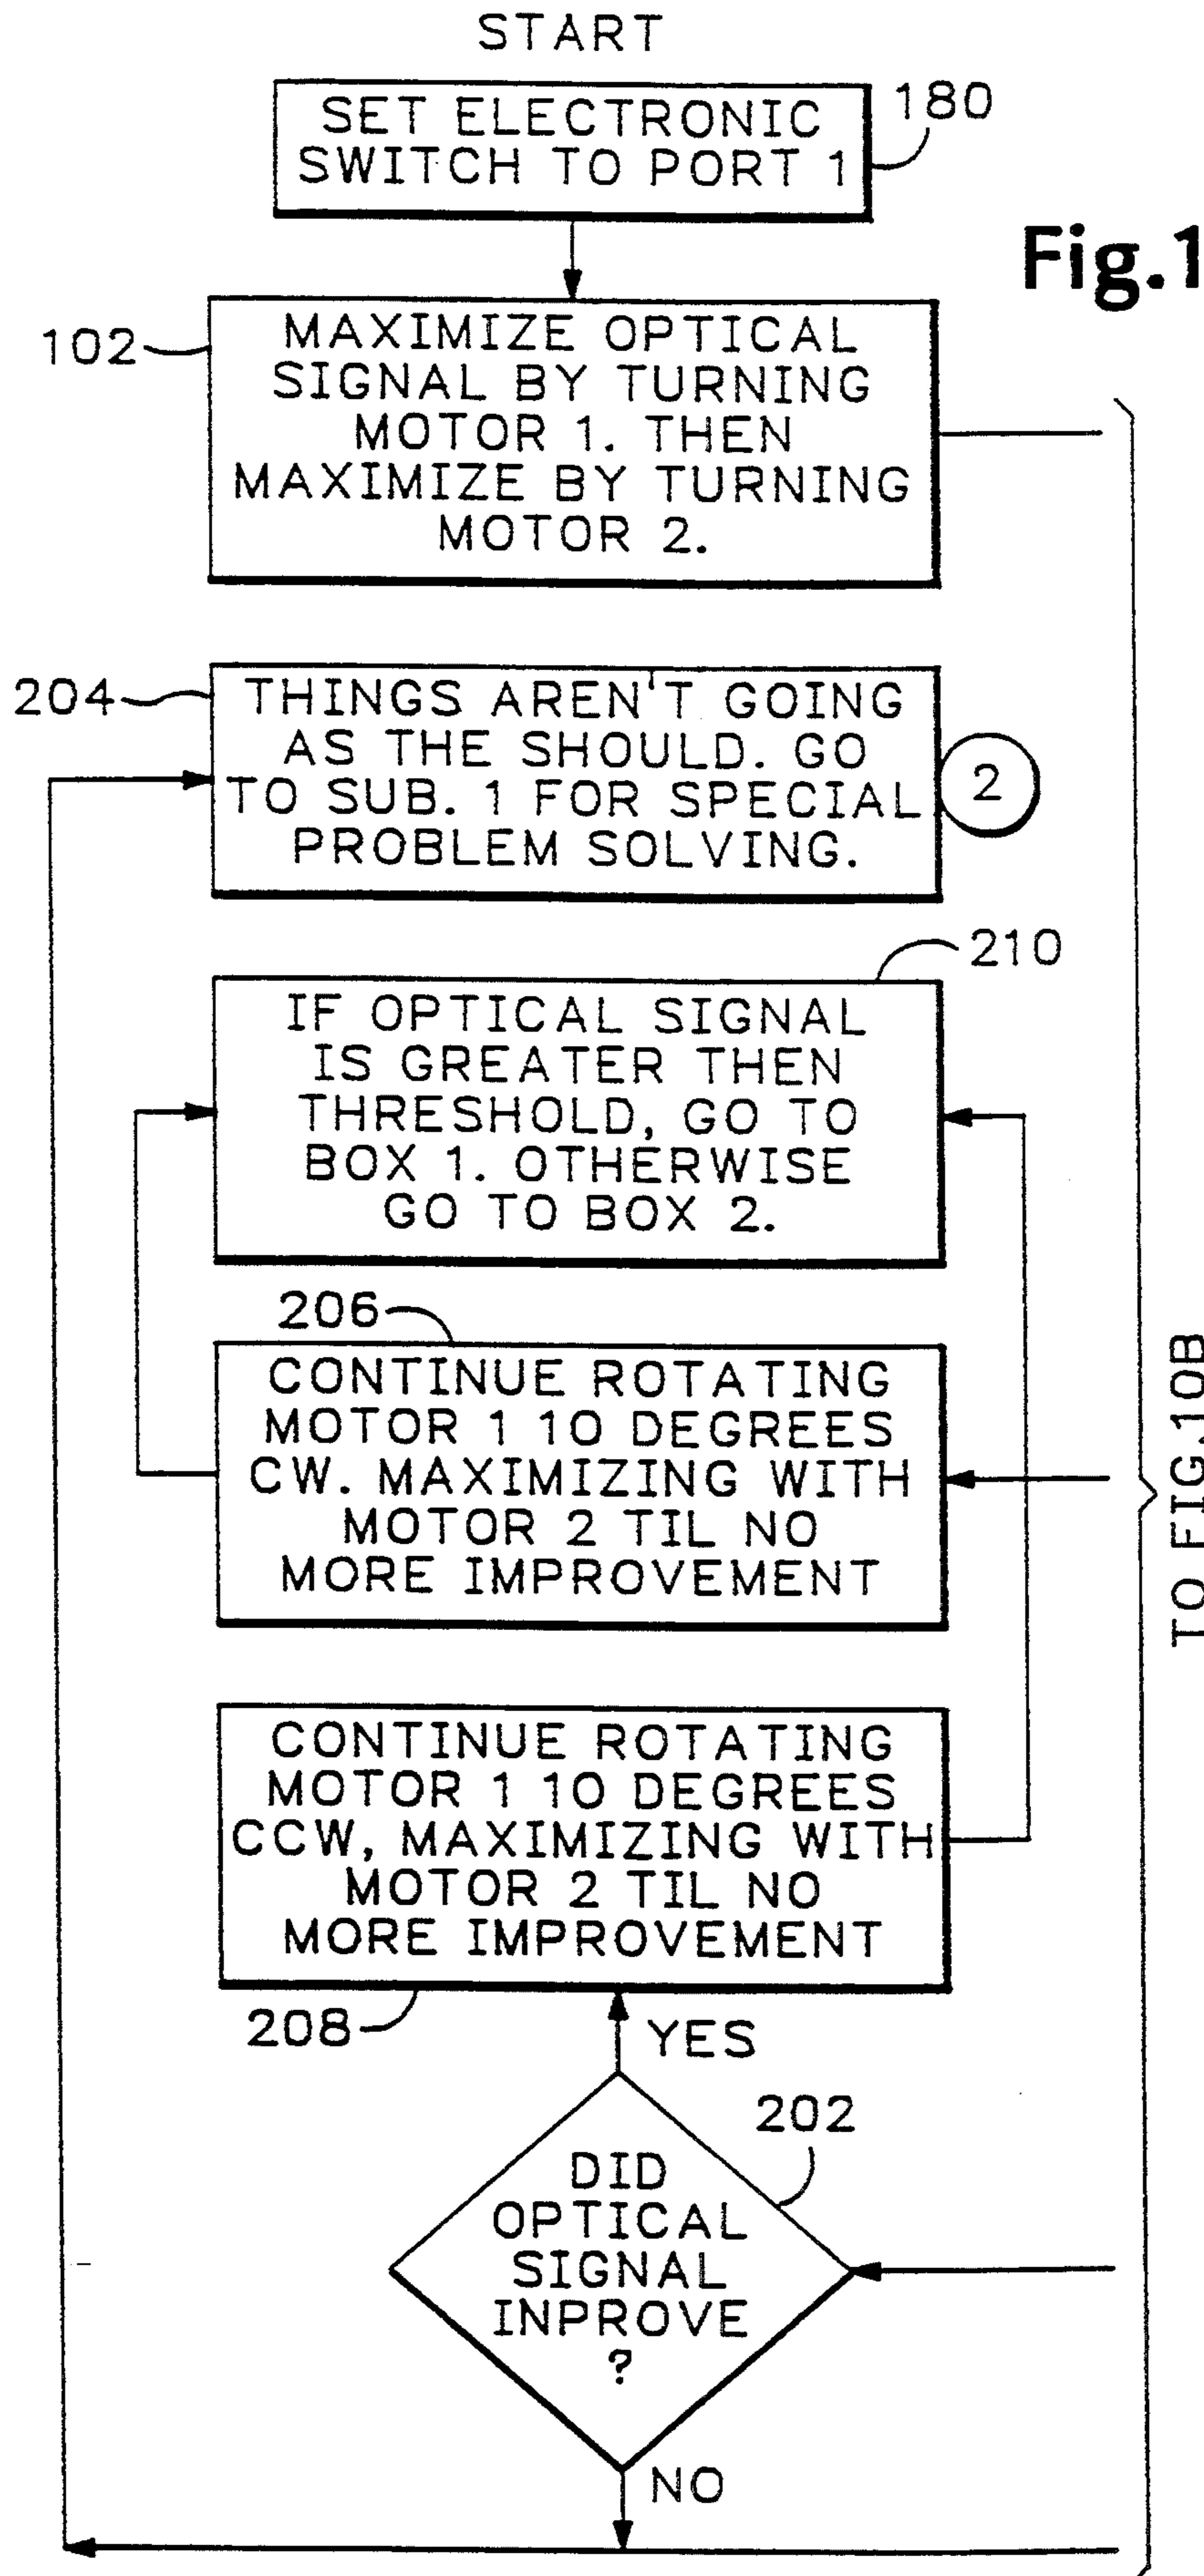 START
SET ELECTRONIC
SWITCH TO PORT 1
180
Fig.1
102
MAXIMIZE OPTICAL
SIGNAL BY TURNING
MOTOR 1. THEN
MAXIMIZE BY TURNING
MOTOR 2.
204
THINGS AREN'T GOING
AS THE SHOULD. GO
TO SUB. 1 FOR SPECIAL
PROBLEM SOLVING.
2
210
IF OPTICAL SIGNAL
IS GREATER THEN
THRESHOLD, GO TO
BOX 1. OTHERWISE
GO TO BOX 2.
206
CONTINUE ROTATING
MOTOR 1 10 DEGREES
CW. MAXIMIZING WITH
MOTOR 2 TIL NO
MORE IMPROVEMENT
TO FIG.10B
CONTINUE ROTATING
MOTOR 1 10 DEGREES
CCW, MAXIMIZING WITH
MOTOR 2 TIL NO
MORE IMPROVEMENT
208
YES
202
DID
OPTICAL
SIGNAL
INPROVE
?
NO